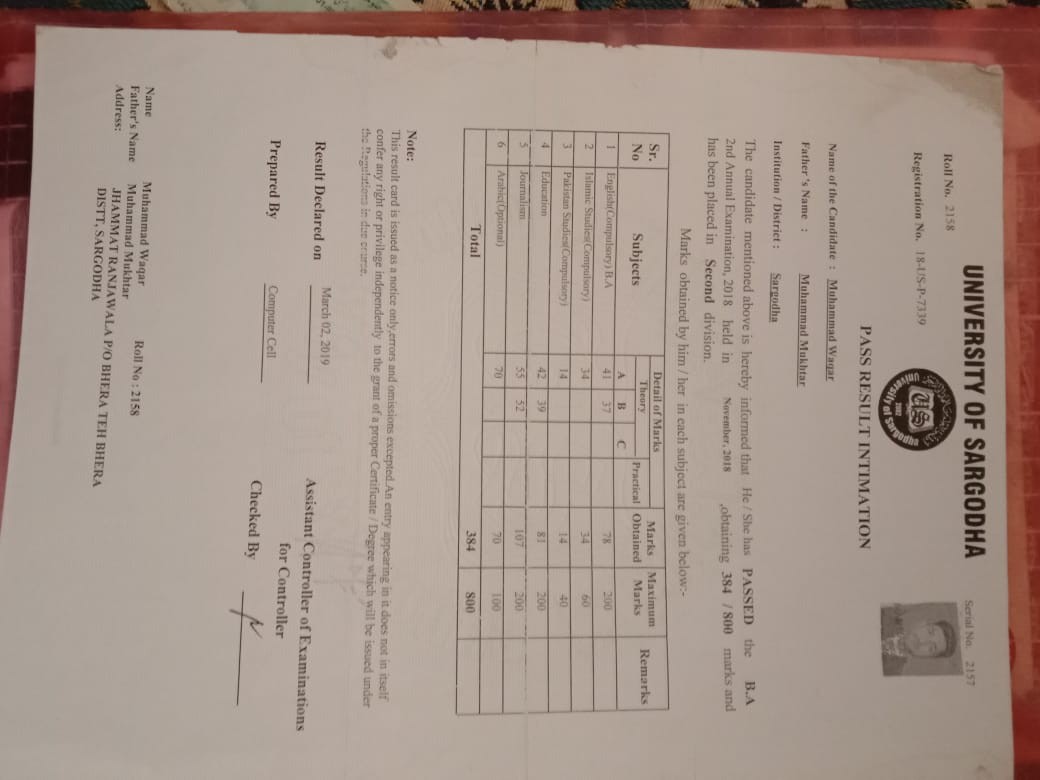 Roll No. 2158
Serial No. 2157
UNIVERSITY OF SARGODHA
Registration No. 18-US-P-7339
University of Sargodha
US
2002
PASS RESULT INTIMATION
Name of the Candidate : Muhammad Waqar
Father 's Name : Muhammad Mukhtar
Institution / District : Sargodha
The candidate mentioned above is hereby informed that He / She has PASSED the B.A
2nd Annual Examination, 2018 held in November, 2018 ,obtaining 384 / 800 marks and
has been placed in Second division.
Marks obtained by him / her in each subject are given below:-
Sr. No Subjects Detail of Marks Marks Obtained Maximum Marks Remarks
Theory Practical
A B C
1 English(Compulsory) B.A 41 37 78 200
2 Islamic Studies(Compulsory) 34 34 60
3 Pakistan Studies(Compulsory) 14 14 40
4 Education 42 39 81 200
5 Journalism 55 52 107 200
6 Arabic(Optional) 70 70 100
Total 384 800
Note:
This result card is issued as a notice only,errors and omissions excepted.An entry appearing in it does not in itself
confer any right or privilege independently to the grant of a proper Certificate / Degree which will be issued under
the Regulations in due course.
Result Declared on March 02, 2019
Assistant Controller of Examinations
for Controller
Prepared By Computer Cell
Checked By
Name Muhammad Waqar Roll No : 2158
Father's Name Muhammad Mukhtar
Address: JHAMMAT RANJAWALA P/O BHERA TEH BHERA
DISTT, SARGODHA